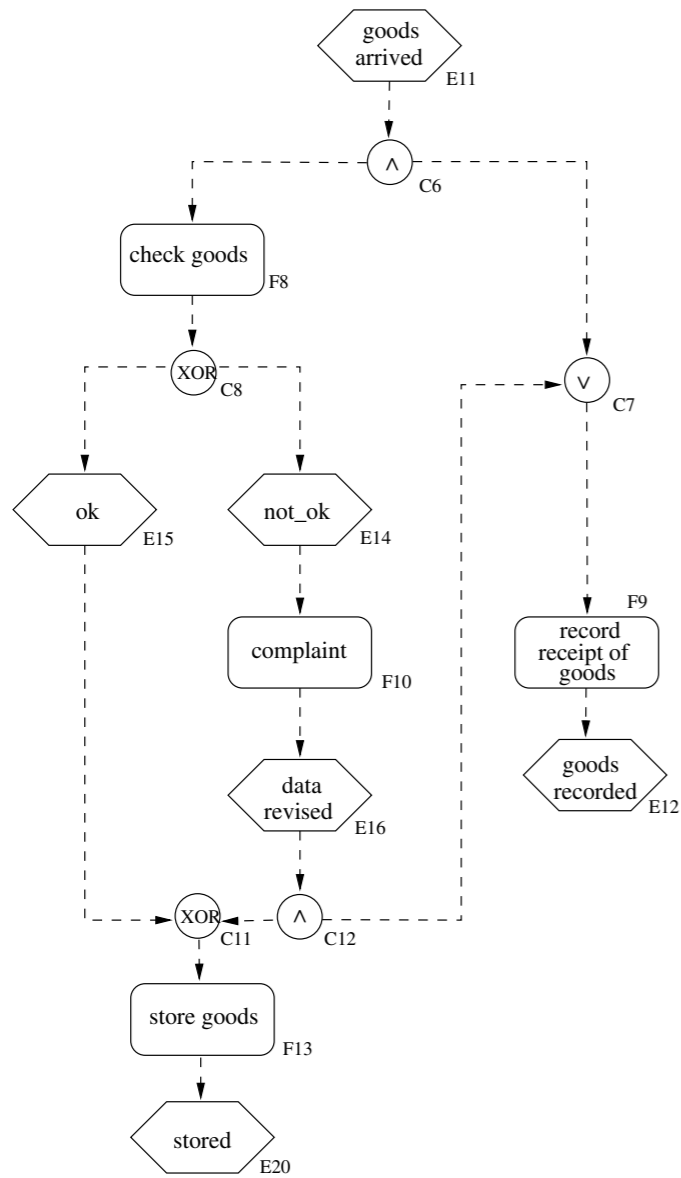 goods
arrived
E11
∧
C6
check goods
F8
XOR
C8
∨
C7
ok
E15
not_ok
E14
F9
record
receipt of
goods
complaint
F10
goods
recorded
E12
data
revised
E16
XOR
C11
∧
C12
store goods
F13
stored
E20